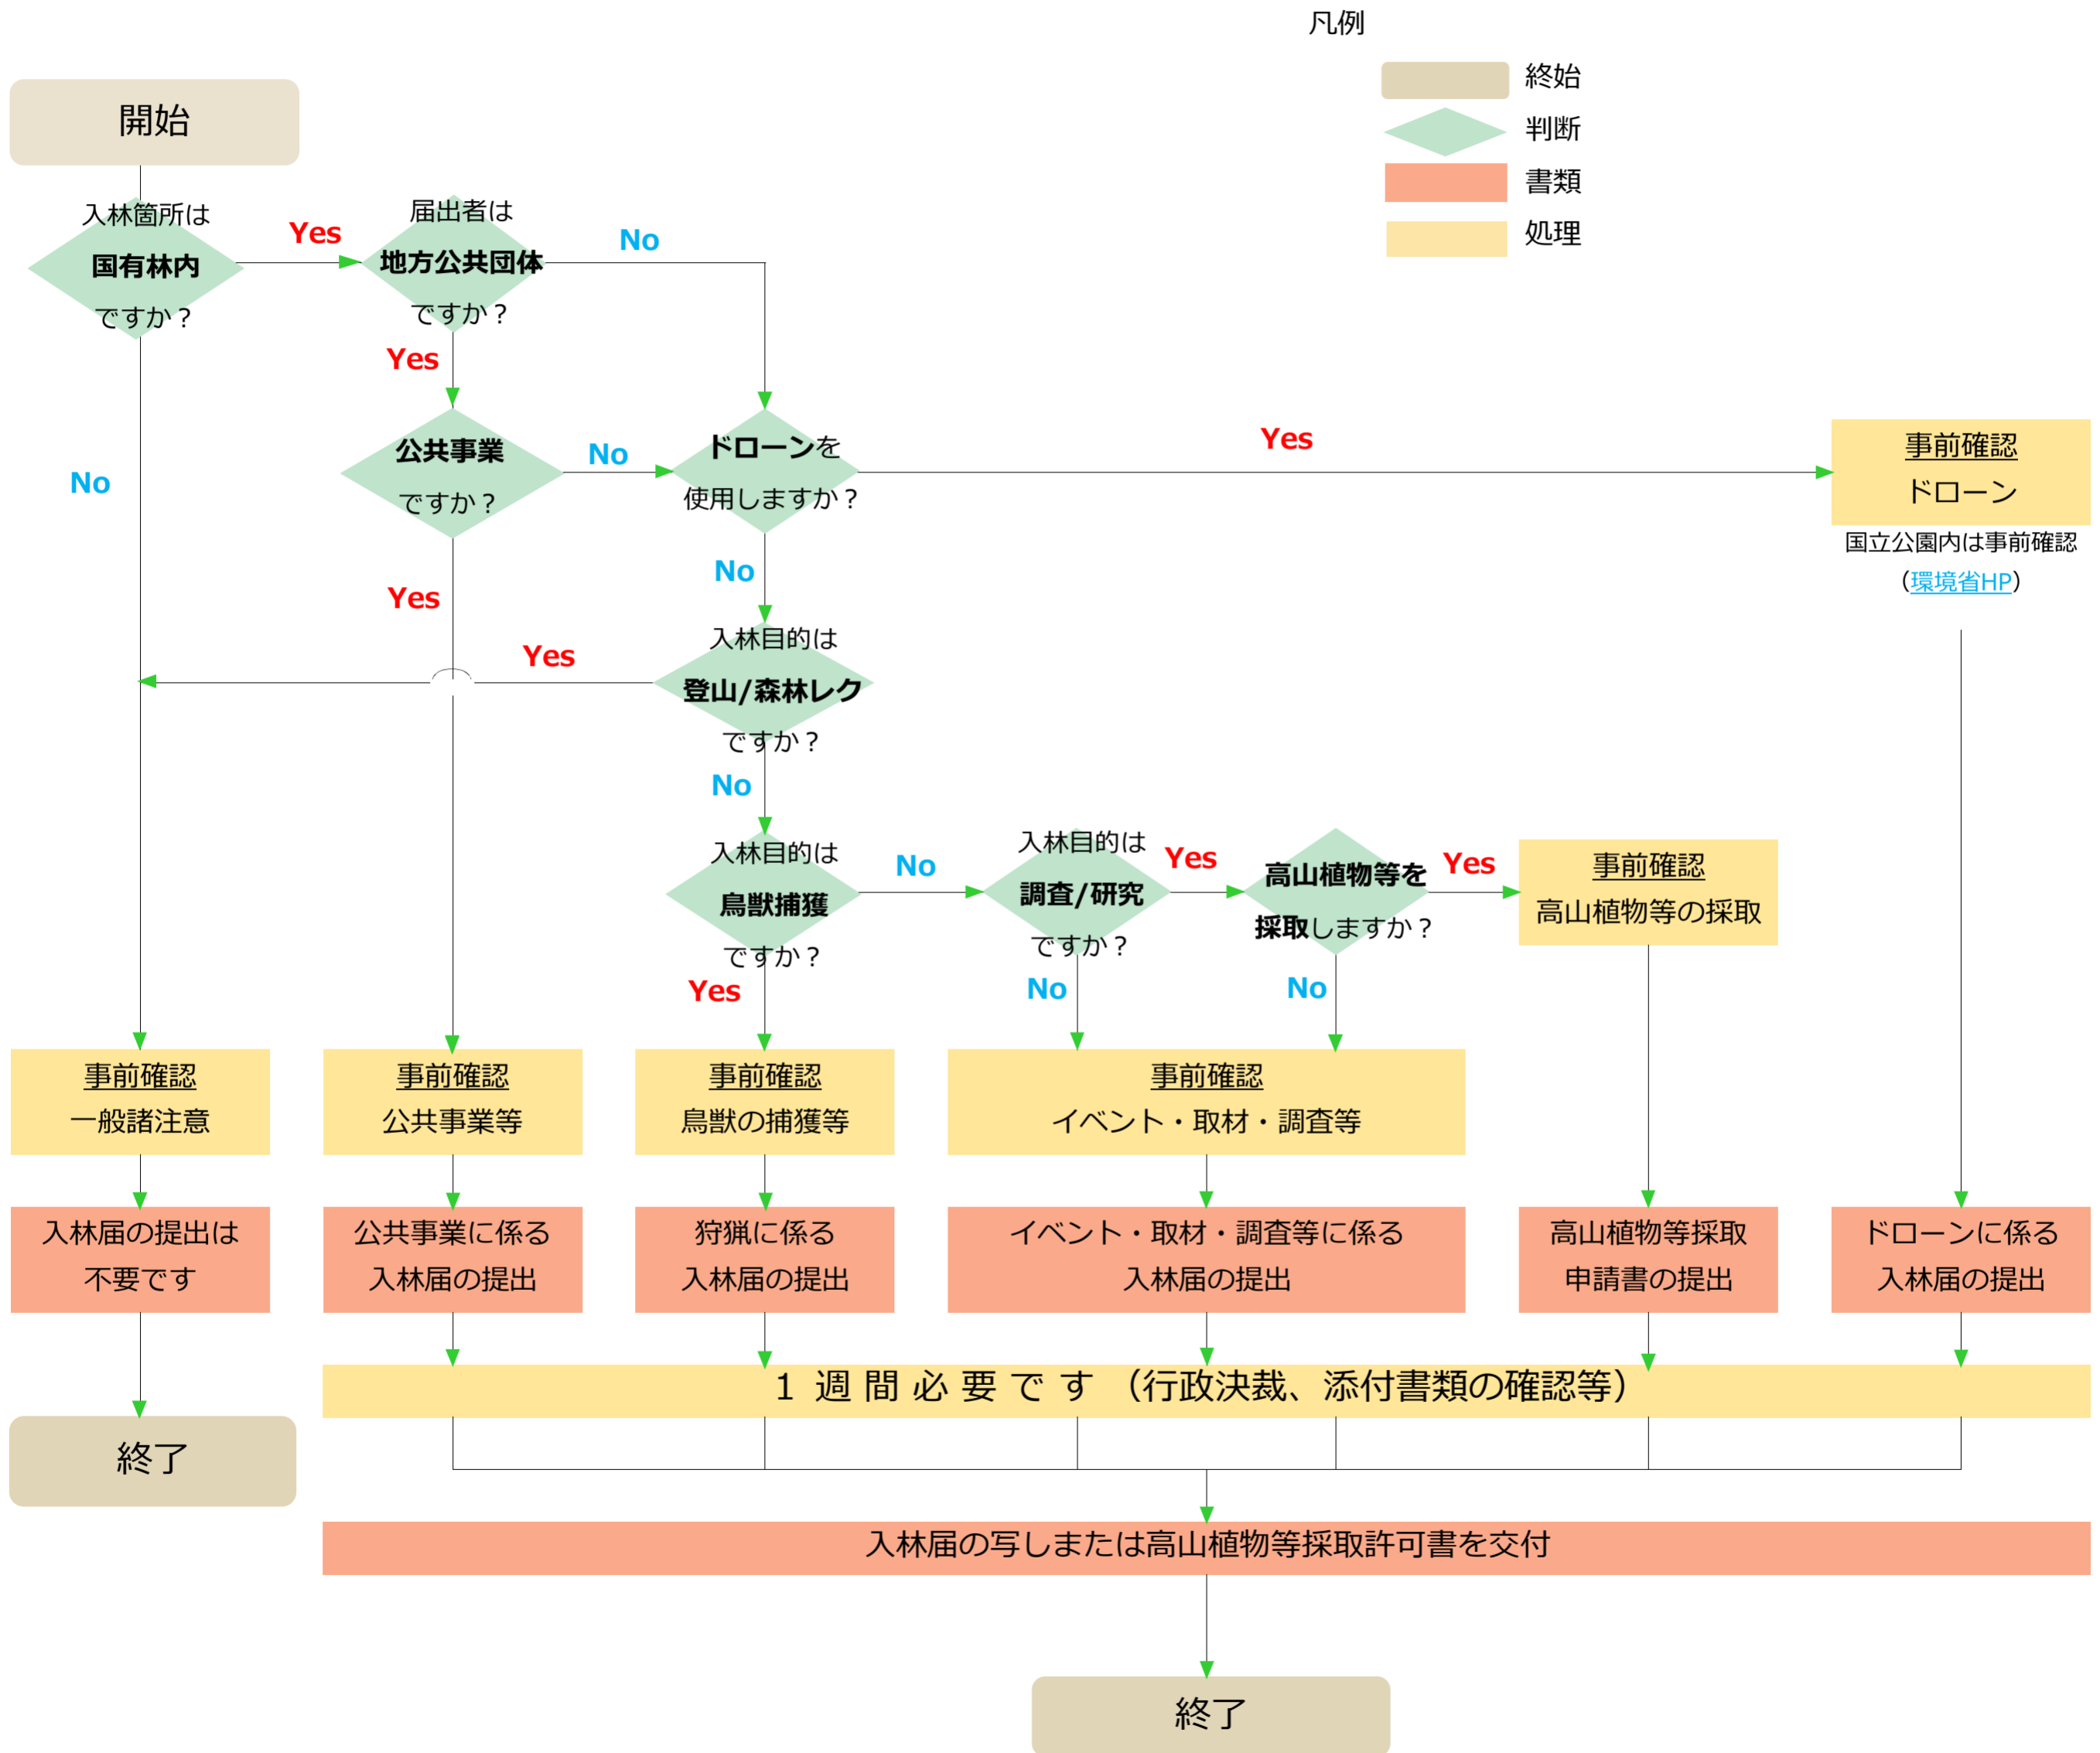 凡例
終始
判断
書類
処理
開始
入林箇所は
国有林内
ですか？
Yes
届出者は
地方公共団体
ですか？
No
Yes
No
公共事業
ですか？
No
ドローンを
使用しますか？
Yes
事前確認
ドローン
国立公園内は事前確認
（環境省HP）
Yes
No
Yes
入林目的は
登山/森林レク
ですか？
No
入林目的は
鳥獣捕獲
ですか？
No
入林目的は
調査/研究
ですか？
Yes
高山植物等を
採取しますか？
Yes
事前確認
高山植物等の採取
Yes
No
No
事前確認
一般諸注意
事前確認
公共事業等
事前確認
鳥獣の捕獲等
事前確認
イベント・取材・調査等
入林届の提出は
不要です
公共事業に係る
入林届の提出
狩猟に係る
入林届の提出
イベント・取材・調査等に係る
入林届の提出
高山植物等採取
申請書の提出
ドローンに係る
入林届の提出
１ 週 間 必 要 で す （行政決裁、添付書類の確認等）
終了
入林届の写しまたは高山植物等採取許可書を交付
終了